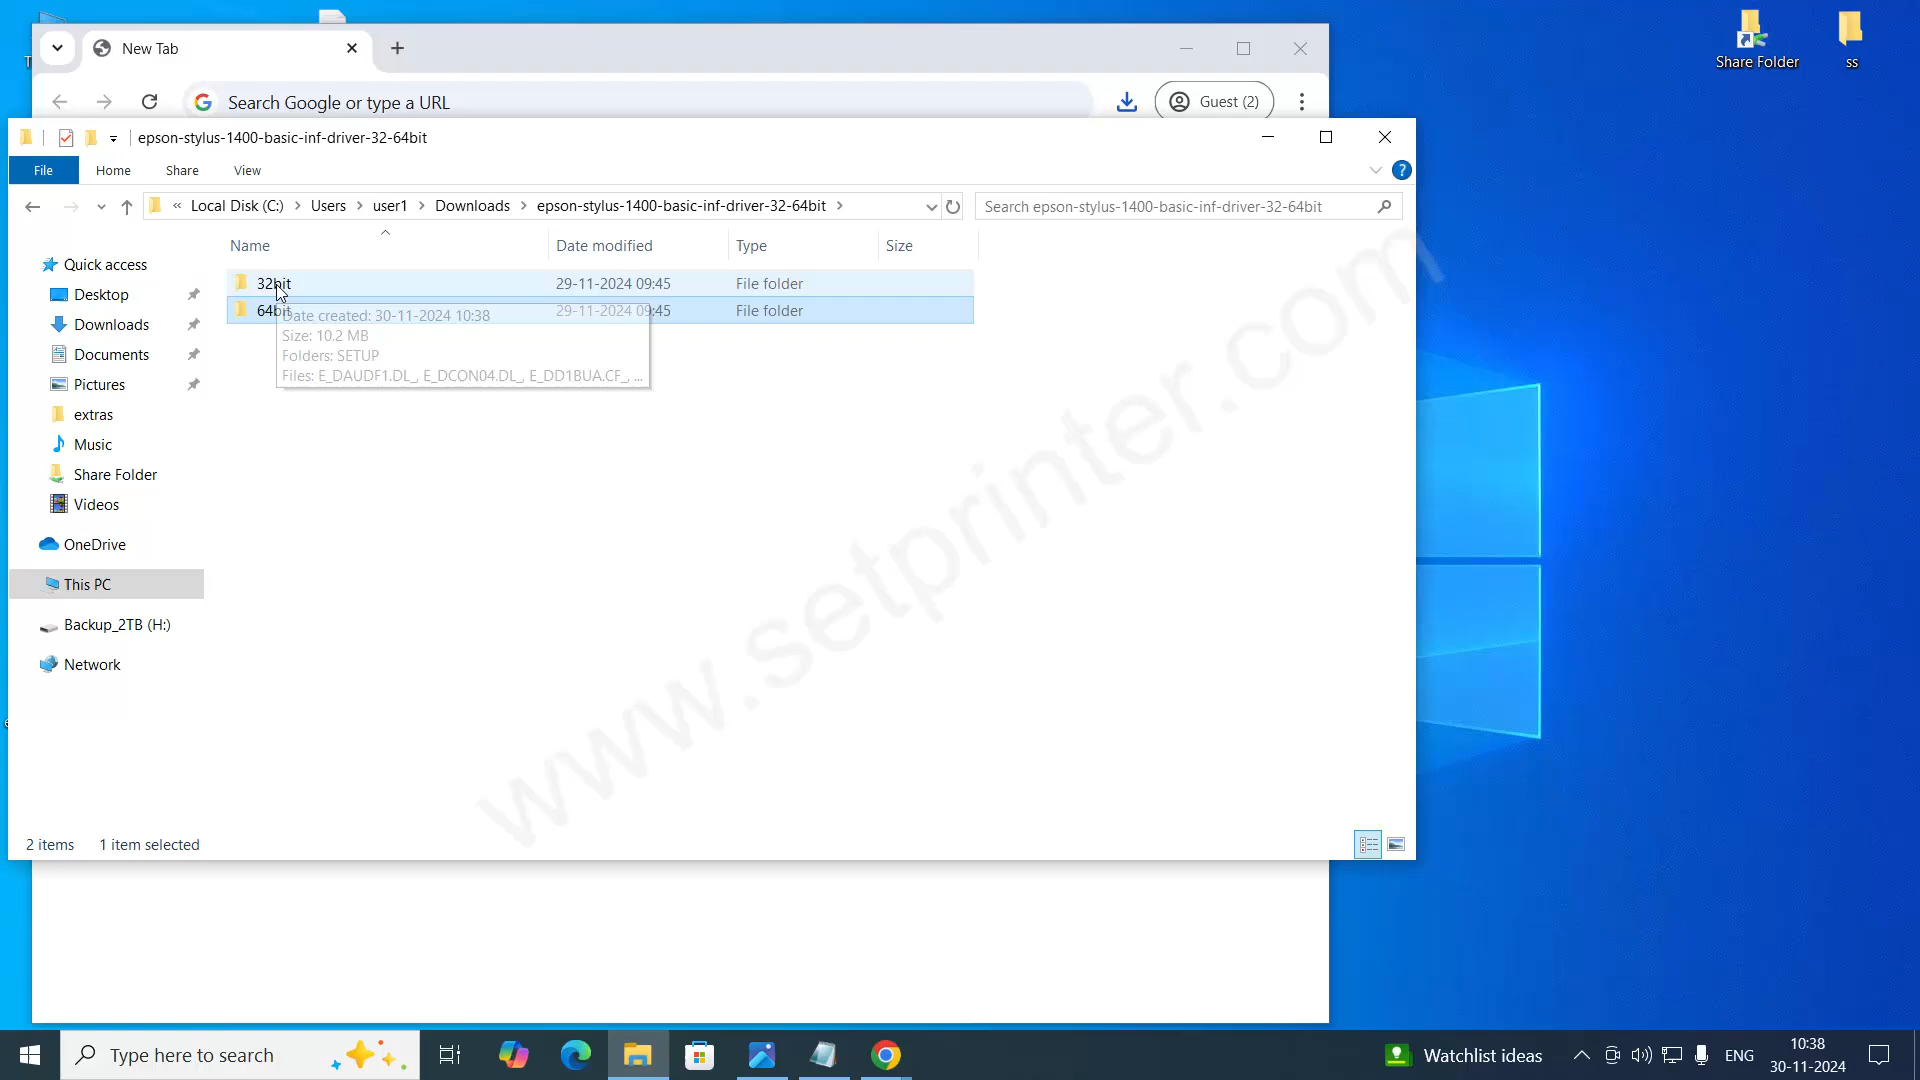 New Tab
Search Google or type a URL
Guest (2)
Share Folder
ss
epson-stylus-1400-basic-inf-driver-32-64bit
File Home Share View
« Local Disk (C:) > Users > user1 > Downloads > epson-stylus-1400-basic-inf-driver-32-64bit >
Search epson-stylus-1400-basic-inf-driver-32-64bit
Name Date modified Type Size
32bit 29-11-2024 09:45 File folder
64bit 29-11-2024 09:45 File folder
Date created: 30-11-2024 10:38
Size: 10.2 MB
Folders: SETUP
Files: E_DAUDF1.DL_, E_DCON04.DL_, E_DD1BUA.CF_, ...
Quick access
Desktop
Downloads
Documents
Pictures
extras
Music
Share Folder
Videos
OneDrive
This PC
Backup_2TB (H:)
Network
www.setprinter.com
2 items 1 item selected
Type here to search
Watchlist ideas
ENG
10:38
30-11-2024